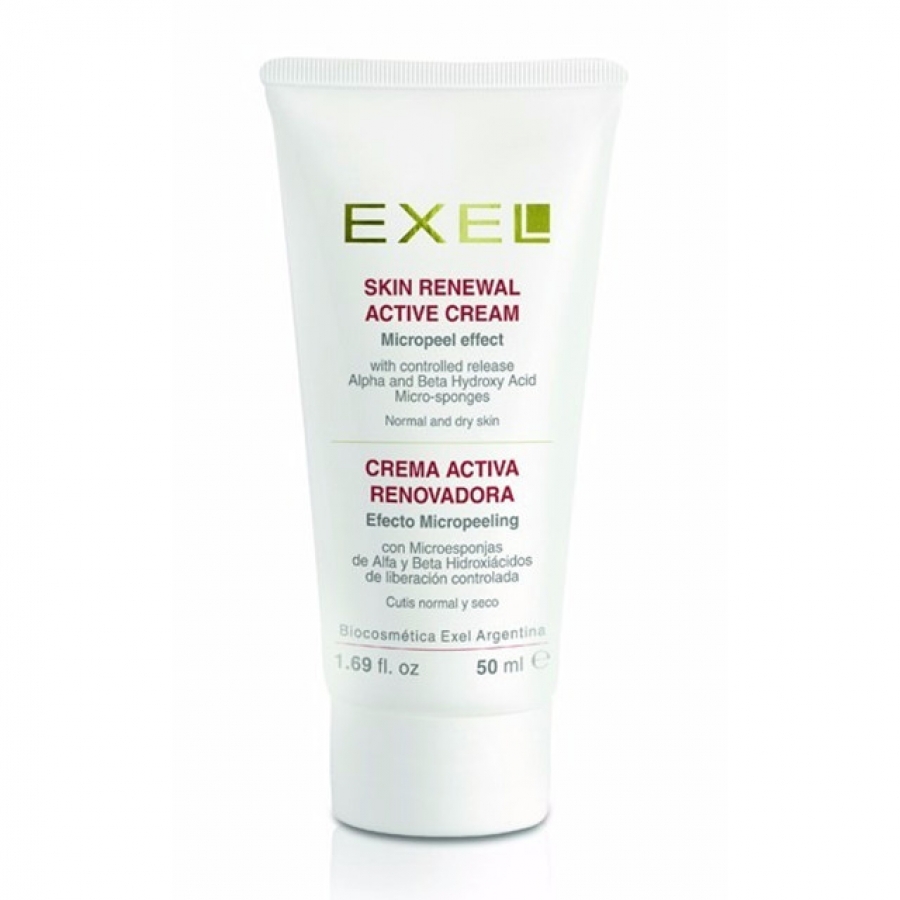 EXEL
SKIN RENEWAL
ACTIVE CREAM
Micropeel effect
with controlled release
Alpha and Beta Hydroxy Acid
Micro-sponges
Normal and dry skin
CREMA ACTIVA
RENOVADORA
Efecto Micropeeling
con Microesponjas
de Alfa y Beta Hidroxiácidos
de liberación controlada
Cutis normal y seco
Biocosmética Exel Argentina
1.69 fl. oz 50 ml ℮